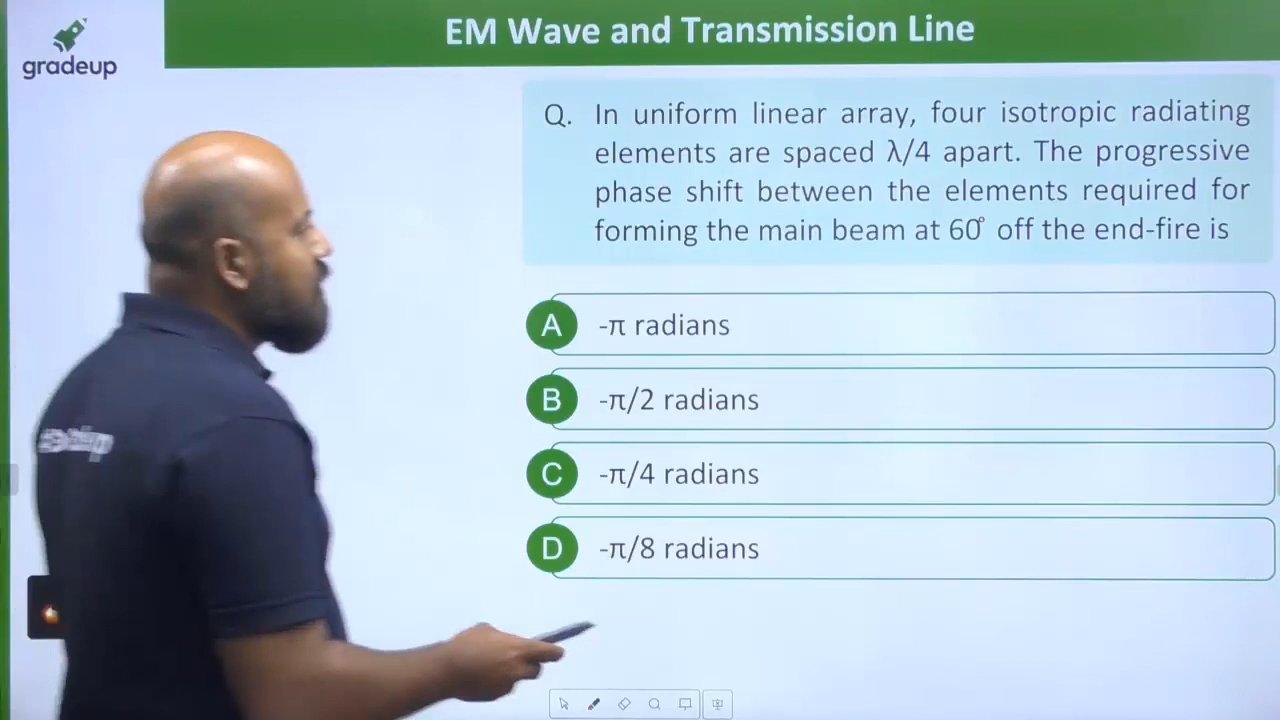 gradeup
EM Wave and Transmission Line
Q. In uniform linear array, four isotropic radiating
elements are spaced λ/4 apart. The progressive
phase shift between the elements required for
forming the main beam at 60° off the end-fire is
A -π radians
B -π/2 radians
C -π/4 radians
D -π/8 radians